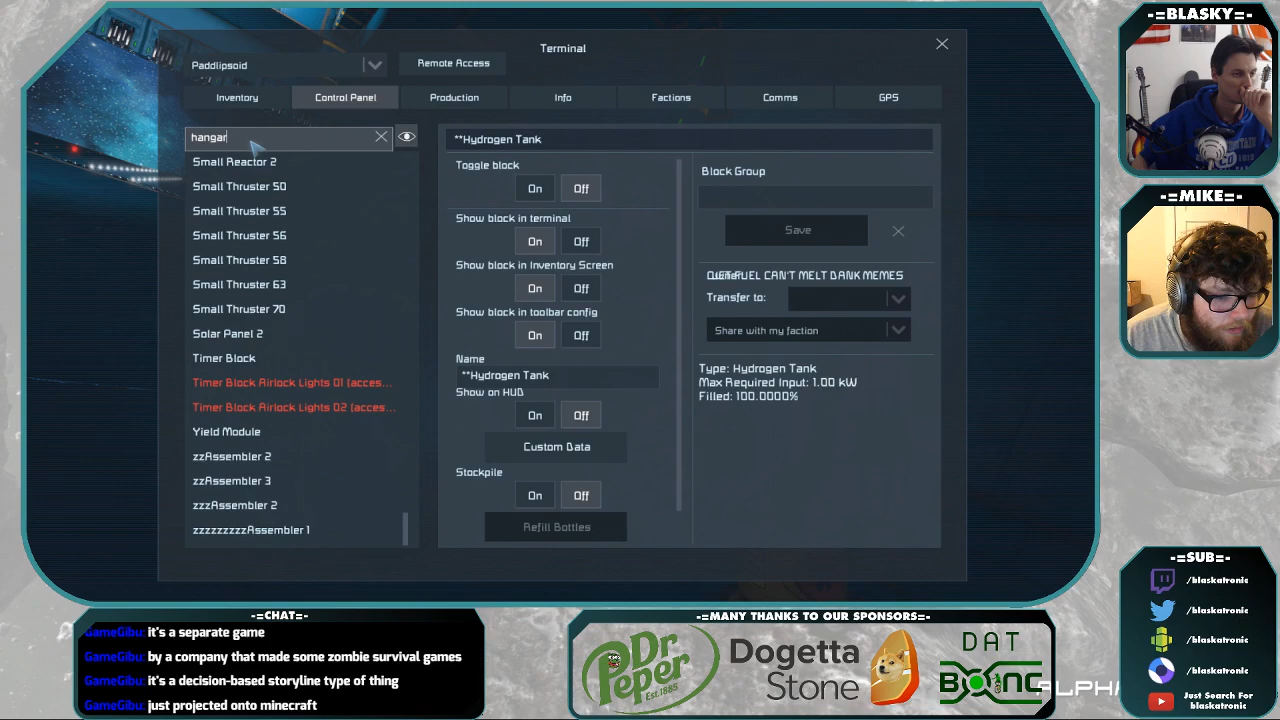 -=BLASKY=-
Terminal
Paddlipsoid
Remote Access
Inventory
Control Panel
Production
Info
Factions
Comms
GPS
hangar
Small Reactor 2
Small Thruster 50
Small Thruster 55
Small Thruster 56
Small Thruster 58
Small Thruster 63
Small Thruster 70
Solar Panel 2
Timer Block
Timer Block Airlock Lights 01 (acces...
Timer Block Airlock Lights 02 (acces...
Yield Module
zzAssembler 2
zzAssembler 3
zzzAssembler 2
zzzzzzzzzAssembler 1
**Hydrogen Tank
Toggle block
On Off
Show block in terminal
On Off
Show block in Inventory Screen
On Off
Show block in toolbar config
On Off
Name
**Hydrogen Tank
Show on HUD
On Off
Custom Data
Stockpile
On Off
Refill Bottles
Block Group
Save
FUEL CAN'T MELT DANK MEMES
Transfer to:
Share with my faction
Type: Hydrogen Tank
Max Required Input: 1.00 kW
Filled: 100.0000%
-=MIKE=-
-=SUB=-
/blaskatronic
/blaskatronic
/blaskatronic
/blaskatronic
Just Search For
blaskatronic
-=CHAT=-
GameGibu: it's a separate game
GameGibu: by a company that made some zombie survival games
GameGibu: it's a decision-based storyline type of thing
GameGibu: just projected onto minecraft
-=MANY THANKS TO OUR SPONSORS=-
Dr Peper
EST. 1885
Dogetta
Stone
DAT